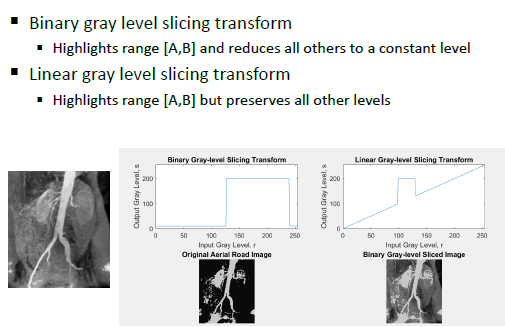 Binary gray level slicing transform
Highlights range [A,B] and reduces all others to a constant level
Linear gray level slicing transform
Highlights range [A,B] but preserves all other levels
Binary Gray-level Slicing Transform
Output Gray Level, s
200
100
0
0 50 100 150 200 250
Input Gray Level, r
Linear Gray-level Slicing Transform
Output Gray Level, s
200
100
0
0 50 100 150 200 250
Input Gray Level, r
Original Aerial Road Image
Binary Gray-level Sliced Image